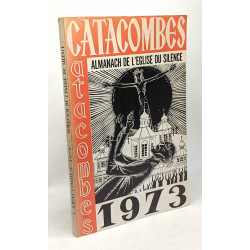 CATACOMBES
ALMANACH DE L'EGLISE DU SILENCE
catacombes
1973